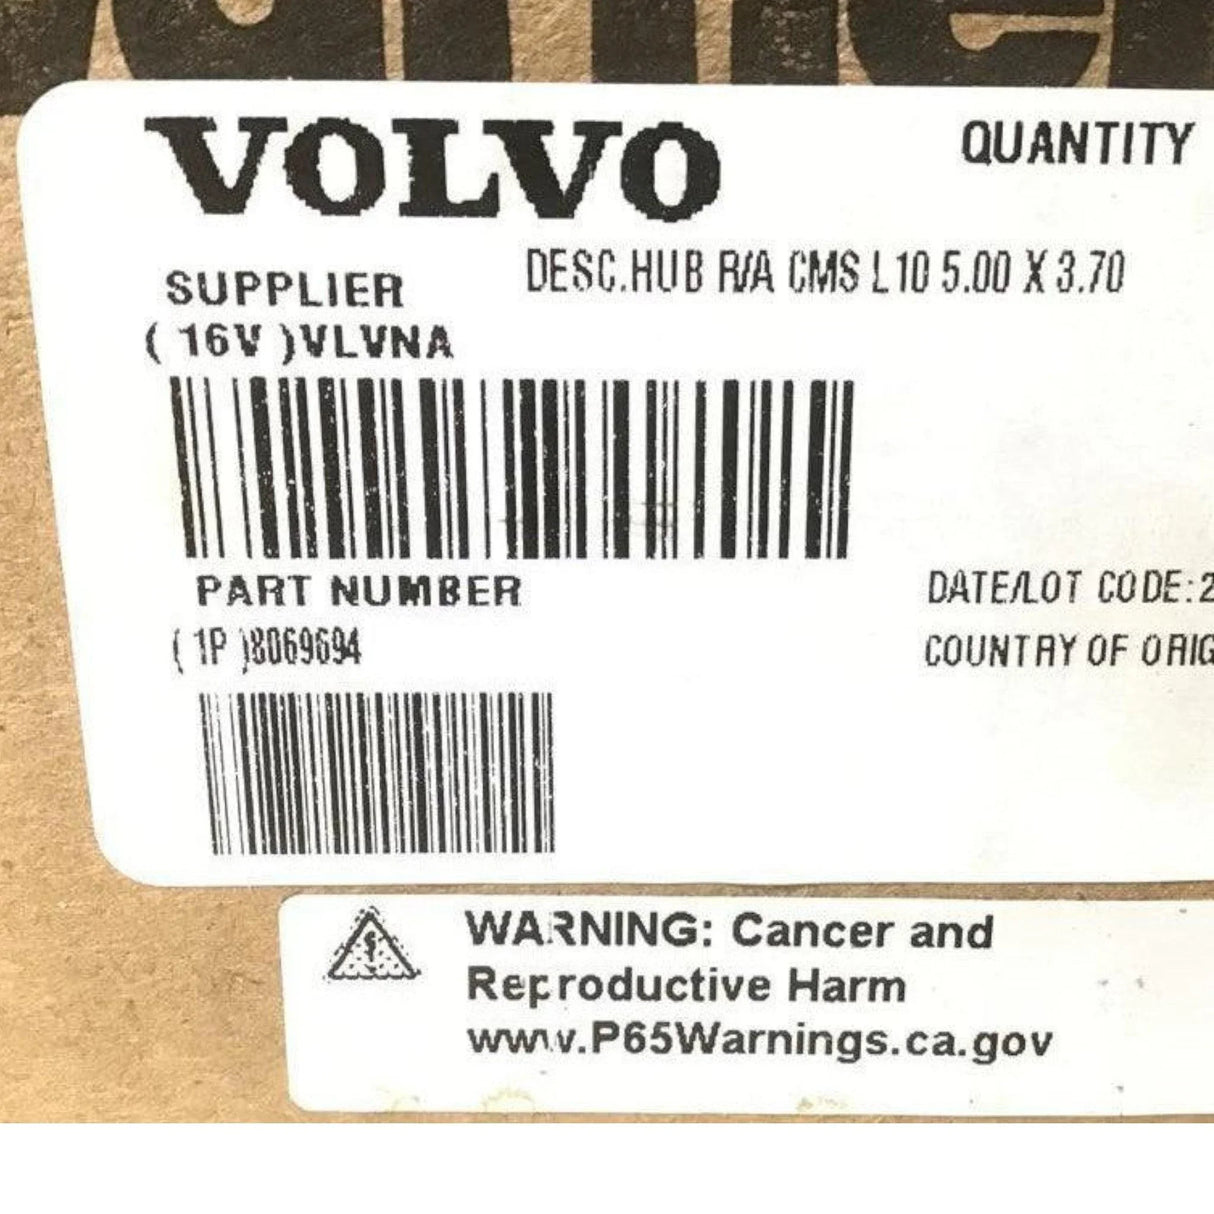 VOLVO
QUANTITY
DESC.HUB R/A CMS L10 5.00 X 3.70
SUPPLIER
( 16V )VLVNA
PART NUMBER
( 1P )8069694
DATE/LOT CODE:2
COUNTRY OF ORIG
WARNING: Cancer and
Reproductive Harm
www.P65Warnings.ca.gov